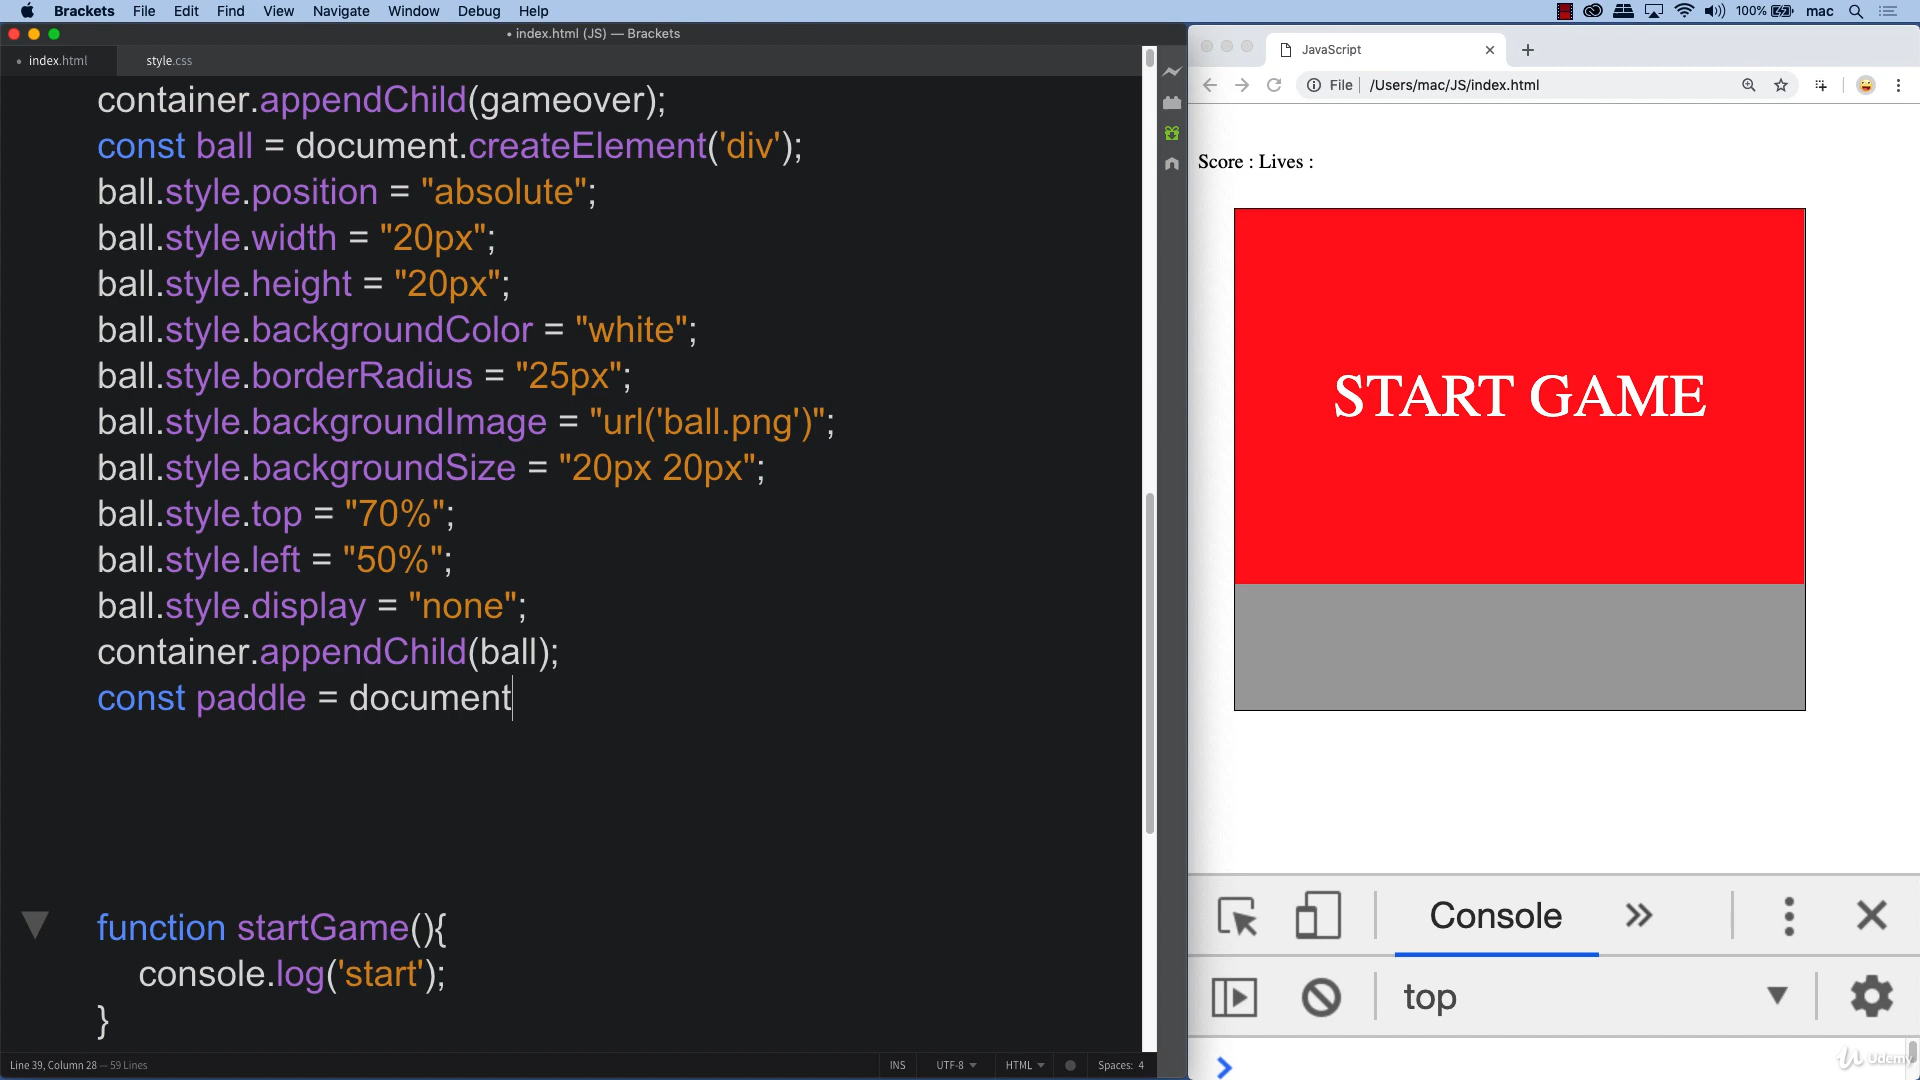 Brackets File Edit Find View Navigate Window Debug Help
100% mac
• index.html (JS) — Brackets
• index.html style.css
container.appendChild(gameover);
const ball = document.createElement('div');
ball.style.position = "absolute";
ball.style.width = "20px";
ball.style.height = "20px";
ball.style.backgroundColor = "white";
ball.style.borderRadius = "25px";
ball.style.backgroundImage = "url('ball.png')";
ball.style.backgroundSize = "20px 20px";
ball.style.top = "70%";
ball.style.left = "50%";
ball.style.display = "none";
container.appendChild(ball);
const paddle = document
function startGame(){
console.log('start');
}
Line 39, Column 28 — 59 Lines
INS UTF-8 HTML Spaces: 4
JavaScript
File /Users/mac/JS/index.html
Score : Lives :
START GAME
Console
top
Udemy